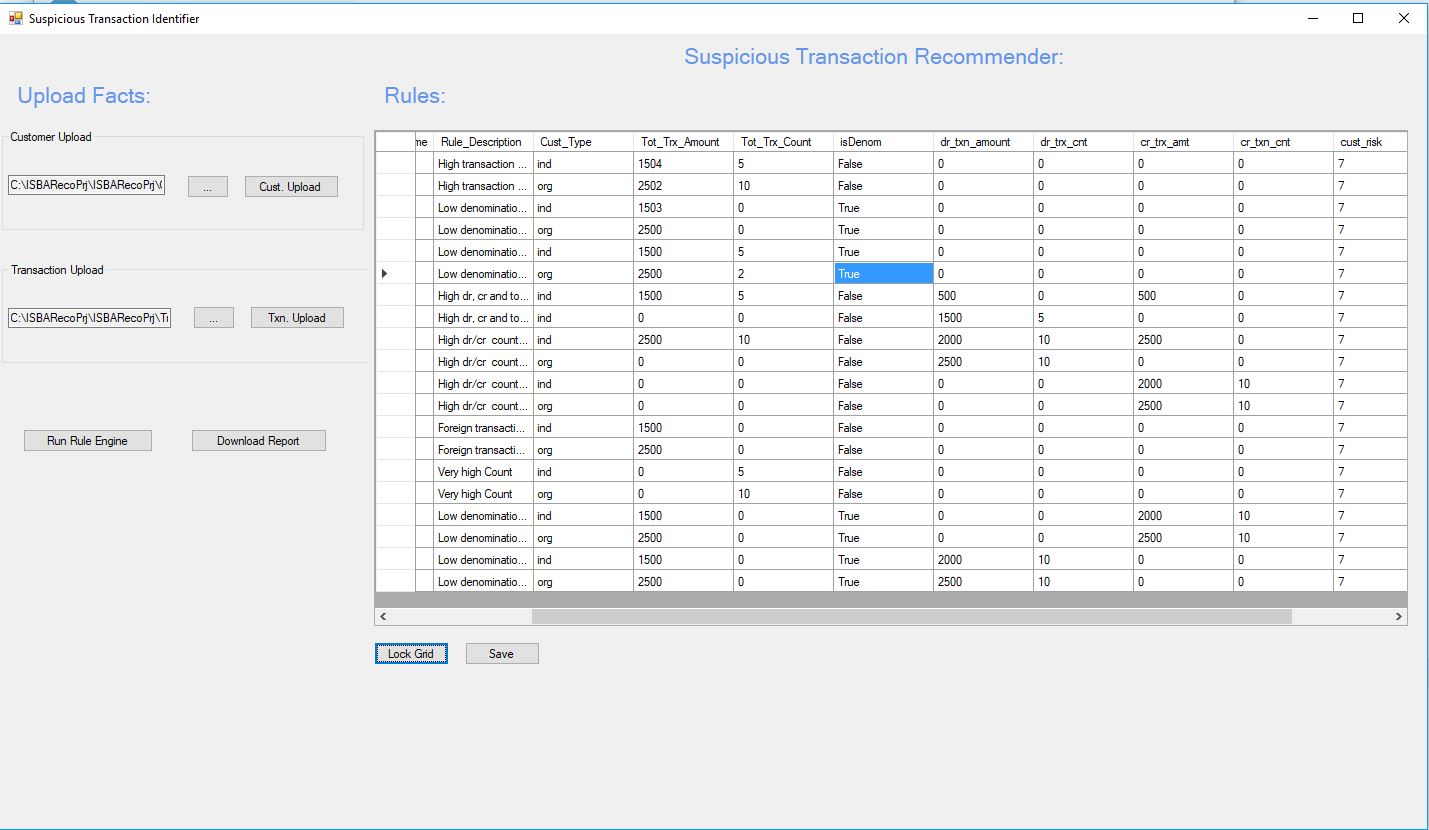 Suspicious Transaction Identifier
Suspicious Transaction Recommender:
Upload Facts:
Rules:
Customer Upload
C:\ISBARecoPrj\ISBARecoPrj\ ... Cust. Upload
Transaction Upload
C:\ISBARecoPrj\ISBARecoPrj\ ... Txn. Upload
Run Rule Engine Download Report
me Rule_Description Cust_Type Tot_Trx_Amount Tot_Trx_Count isDenom dr_txn_amount dr_trx_cnt cr_trx_amt cr_txn_cnt cust_risk
High transaction ... ind 1504 5 False 0 0 0 0 7
High transaction ... org 2502 10 False 0 0 0 0 7
Low denominatio... ind 1503 0 True 0 0 0 0 7
Low denominatio... org 2500 0 True 0 0 0 0 7
Low denominatio... ind 1500 5 True 0 0 0 0 7
Low denominatio... org 2500 2 True 0 0 0 0 7
High dr, cr and to... ind 1500 5 False 500 0 500 0 7
High dr, cr and to... ind 0 0 False 1500 5 0 0 7
High dr/cr count... ind 2500 10 False 2000 10 2500 0 7
High dr/cr count... org 0 0 False 2500 10 0 0 7
High dr/cr count... ind 0 0 False 0 0 2000 10 7
High dr/cr count... org 0 0 False 0 0 2500 10 7
Foreign transacti... ind 1500 0 False 0 0 0 0 7
Foreign transacti... org 2500 0 False 0 0 0 0 7
Very high Count ind 0 5 False 0 0 0 0 7
Very high Count org 0 10 False 0 0 0 0 7
Low denominatio... ind 1500 0 True 0 0 2000 10 7
Low denominatio... org 2500 0 True 0 0 2500 10 7
Low denominatio... ind 1500 0 True 2000 10 0 0 7
Low denominatio... org 2500 0 True 2500 10 0 0 7
Lock Grid Save